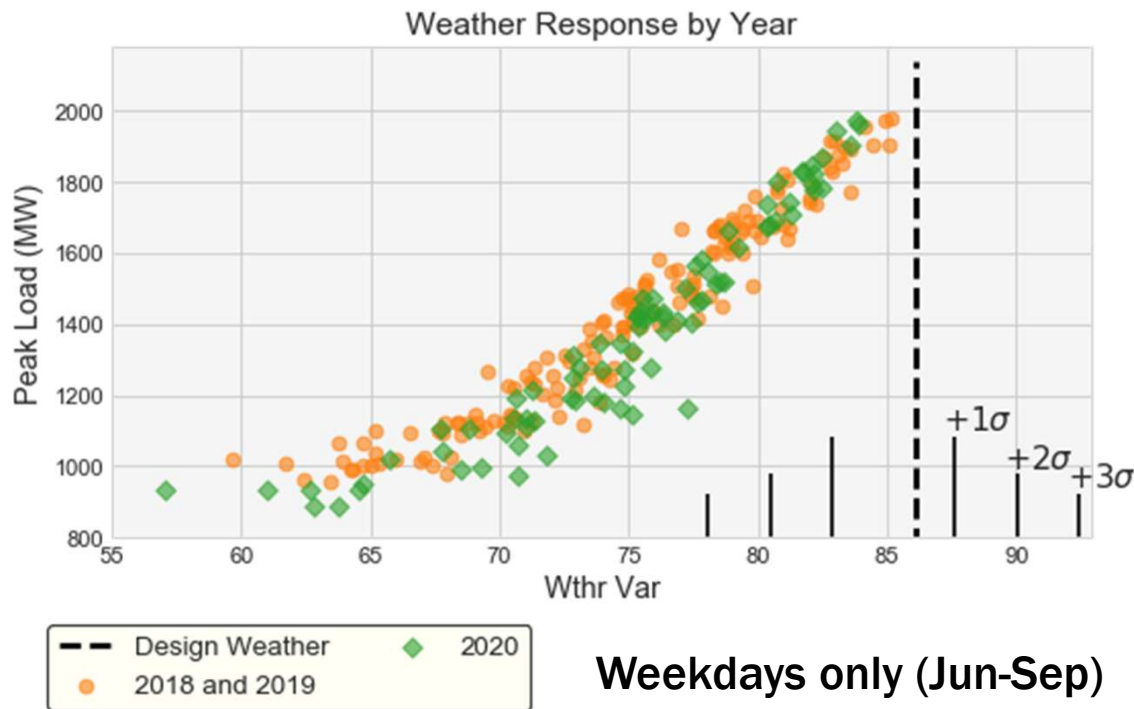 Weather Response by Year
Peak Load (MW)
2000
1800
1600
1400
1200
1000
800
+1σ
+2σ
+3σ
55 60 65 70 75 80 85 90
Wthr Var
Design Weather
2020
2018 and 2019
Weekdays only (Jun-Sep)